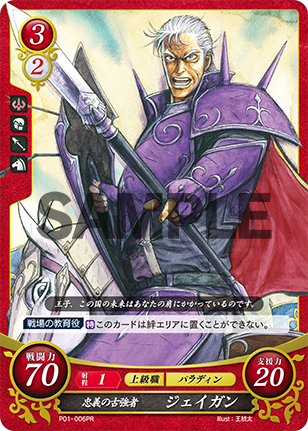 3
2
SAMPLE
王子、この国の未来はあなたの肩にかかっているのです。
戦場の教育役 特 このカードは絆エリアに置くことができない。
戦闘力 70
射程 1 上級職 パラディン
支援力 20
忠義の古強者 ジェイガン
P01-006PR Illust:王欣太